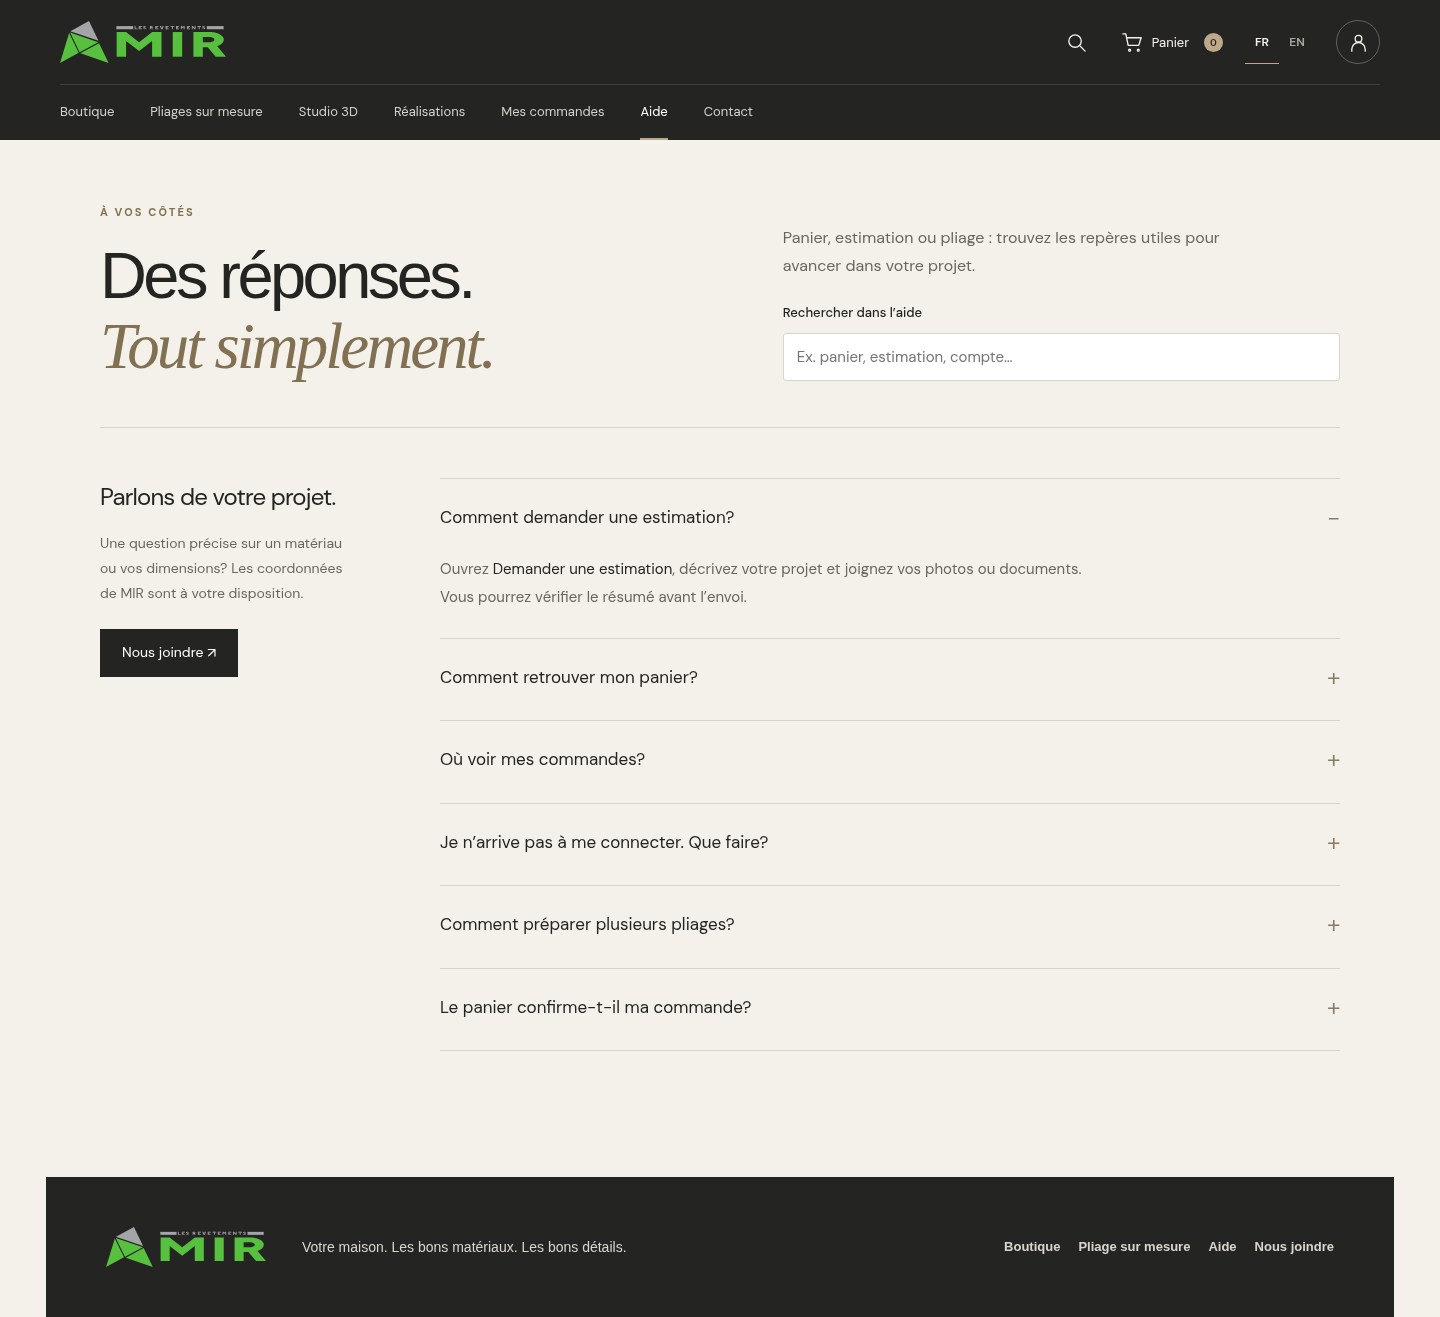 LES REVÊTEMENTS
MIR
Panier 0 FR EN
Boutique Pliages sur mesure Studio 3D Réalisations Mes commandes Aide Contact
À VOS CÔTÉS
Des réponses.
Tout simplement.
Panier, estimation ou pliage : trouvez les repères utiles pour
avancer dans votre projet.
Rechercher dans l’aide
Ex. panier, estimation, compte…
Parlons de votre projet.
Une question précise sur un matériau
ou vos dimensions? Les coordonnées
de MIR sont à votre disposition.
Nous joindre ↗
Comment demander une estimation? −
Ouvrez Demander une estimation, décrivez votre projet et joignez vos photos ou documents.
Vous pourrez vérifier le résumé avant l’envoi.
Comment retrouver mon panier? +
Où voir mes commandes? +
Je n’arrive pas à me connecter. Que faire? +
Comment préparer plusieurs pliages? +
Le panier confirme-t-il ma commande? +
LES REVÊTEMENTS
MIR
Votre maison. Les bons matériaux. Les bons détails.
Boutique Pliage sur mesure Aide Nous joindre